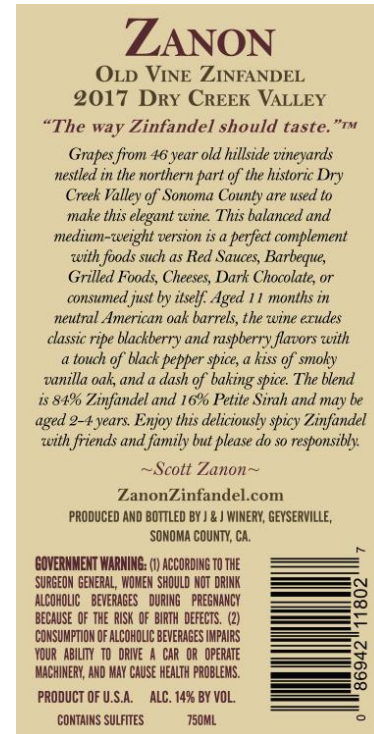 ZANON
OLD VINE ZINFANDEL
2017 DRY CREEK VALLEY
“The way Zinfandel should taste.”™
Grapes from 46 year old hillside vineyards
nestled in the northern part of the historic Dry
Creek Valley of Sonoma County are used to
make this elegant wine. This balanced and
medium-weight version is a perfect complement
with foods such as Red Sauces, Barbeque,
Grilled Foods, Cheeses, Dark Chocolate, or
consumed just by itself. Aged 11 months in
neutral American oak barrels, the wine exudes
classic ripe blackberry and raspberry flavors with
a touch of black pepper spice, a kiss of smoky
vanilla oak, and a dash of baking spice. The blend
is 84% Zinfandel and 16% Petite Sirah and may be
aged 2-4 years. Enjoy this deliciously spicy Zinfandel
with friends and family but please do so responsibly.
~Scott Zanon~
ZanonZinfandel.com
PRODUCED AND BOTTLED BY J & J WINERY, GEYSERVILLE,
SONOMA COUNTY, CA.
GOVERNMENT WARNING: (1) ACCORDING TO THE
SURGEON GENERAL, WOMEN SHOULD NOT DRINK
ALCOHOLIC BEVERAGES DURING PREGNANCY
BECAUSE OF THE RISK OF BIRTH DEFECTS. (2)
CONSUMPTION OF ALCOHOLIC BEVERAGES IMPAIRS
YOUR ABILITY TO DRIVE A CAR OR OPERATE
MACHINERY, AND MAY CAUSE HEALTH PROBLEMS.
PRODUCT OF U.S.A. ALC. 14% BY VOL.
CONTAINS SULFITES 750ML
0 86942 11802 7